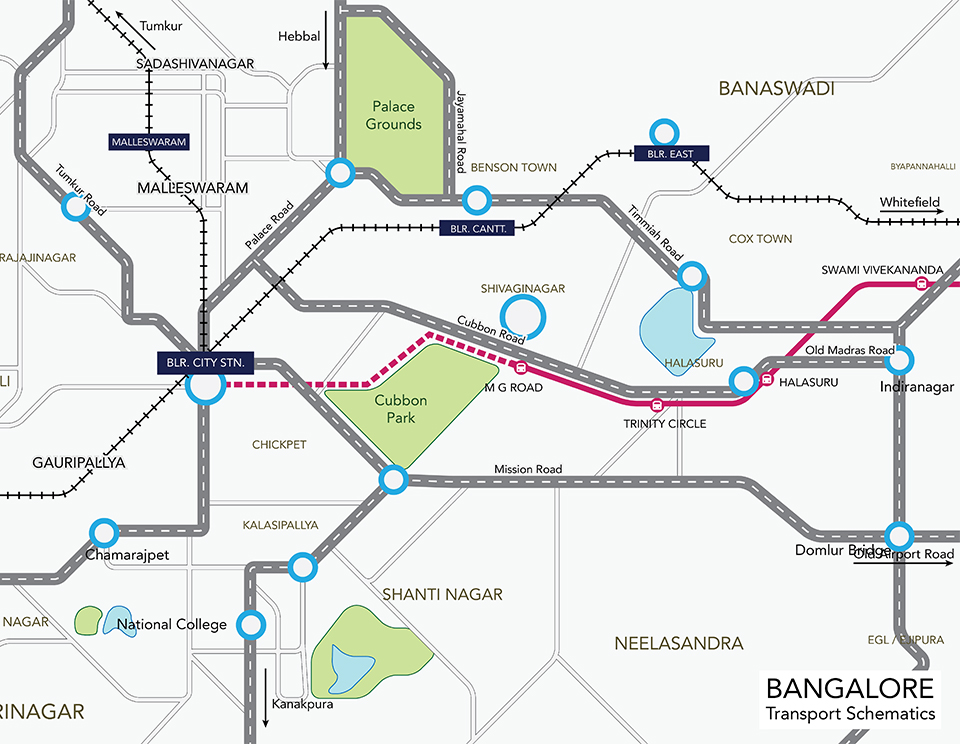 Tumkur
Hebbal
SADASHIVANAGAR
BANASWADI
Palace
Grounds
Jayamahal Road
MALLESWARAM
BLR. EAST
BENSON TOWN
BYAPANNAHALLI
MALLESWARAM
Tumkur Road
Whitefield
Palace Road
Timmiah Road
BLR. CANTT.
COX TOWN
RAJAJINAGAR
SWAMI VIVEKANANDA
SHIVAGINAGAR
Cubbon Road
BLR. CITY STN.
Old Madras Road
HALASURU
LI
M G ROAD
HALASURU
Indiranagar
Cubbon
Park
TRINITY CIRCLE
CHICKPET
GAURIPALLYA
Mission Road
KALASIPALLYA
Chamarajpet
Domlur Bridge
Old Airport Road
SHANTI NAGAR
NAGAR
National College
NEELASANDRA
EGL / EJIPURA
Kanakpura
RINAGAR
BANGALORE
Transport Schematics